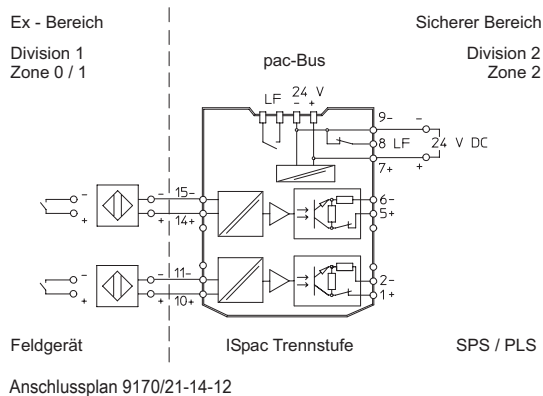 Ex - Bereich
Sicherer Bereich
Division 1
Zone 0 / 1
Division 2
Zone 2
pac-Bus
LF 24 V
- +
9- -
8 LF 24 V DC
7+ +
- - 15- 6-
+ + 14+ 5+
- - 11- 2-
+ + 10+ 1+
Feldgerät
ISpac Trennstufe
SPS / PLS
Anschlussplan 9170/21-14-12